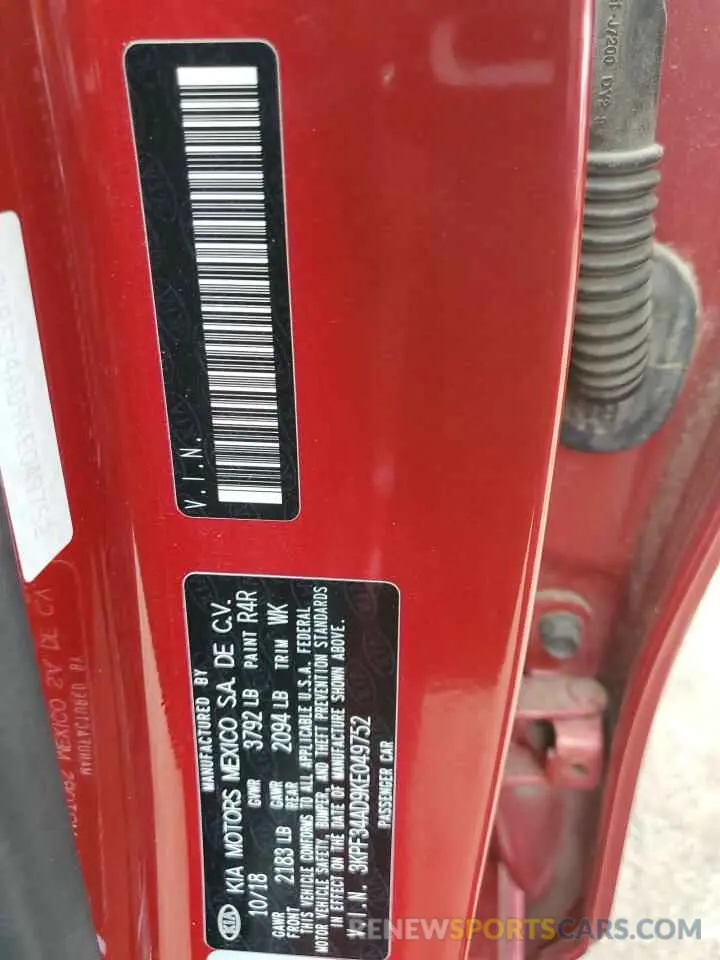 V.I.N.
MANUFACTURED BY
KIA KIA MOTORS MEXICO S.A. DE C.V.
10/18 GVWR 3792 LB PAINT R4R
GAWR FRONT 2183 LB GAWR REAR 2094 LB TRIM WK
THIS VEHICLE CONFORMS TO ALL APPLICABLE U.S.A. FEDERAL
MOTOR VEHICLE SAFETY, BUMPER, AND THEFT PREVENTION STANDARDS
IN EFFECT ON THE DATE OF MANUFACTURE SHOWN ABOVE.
V.I.N. 3KPF34AD9KE049752
PASSENGER CAR
RENEWSPORTSCARS.COM